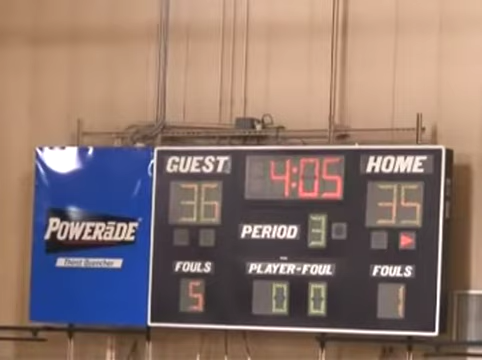 GUEST 4:05 HOME
36 35
POWERade
PERIOD 3
Thirst Quencher
FOULS PLAYER-FOUL FOULS
5 0 0 1